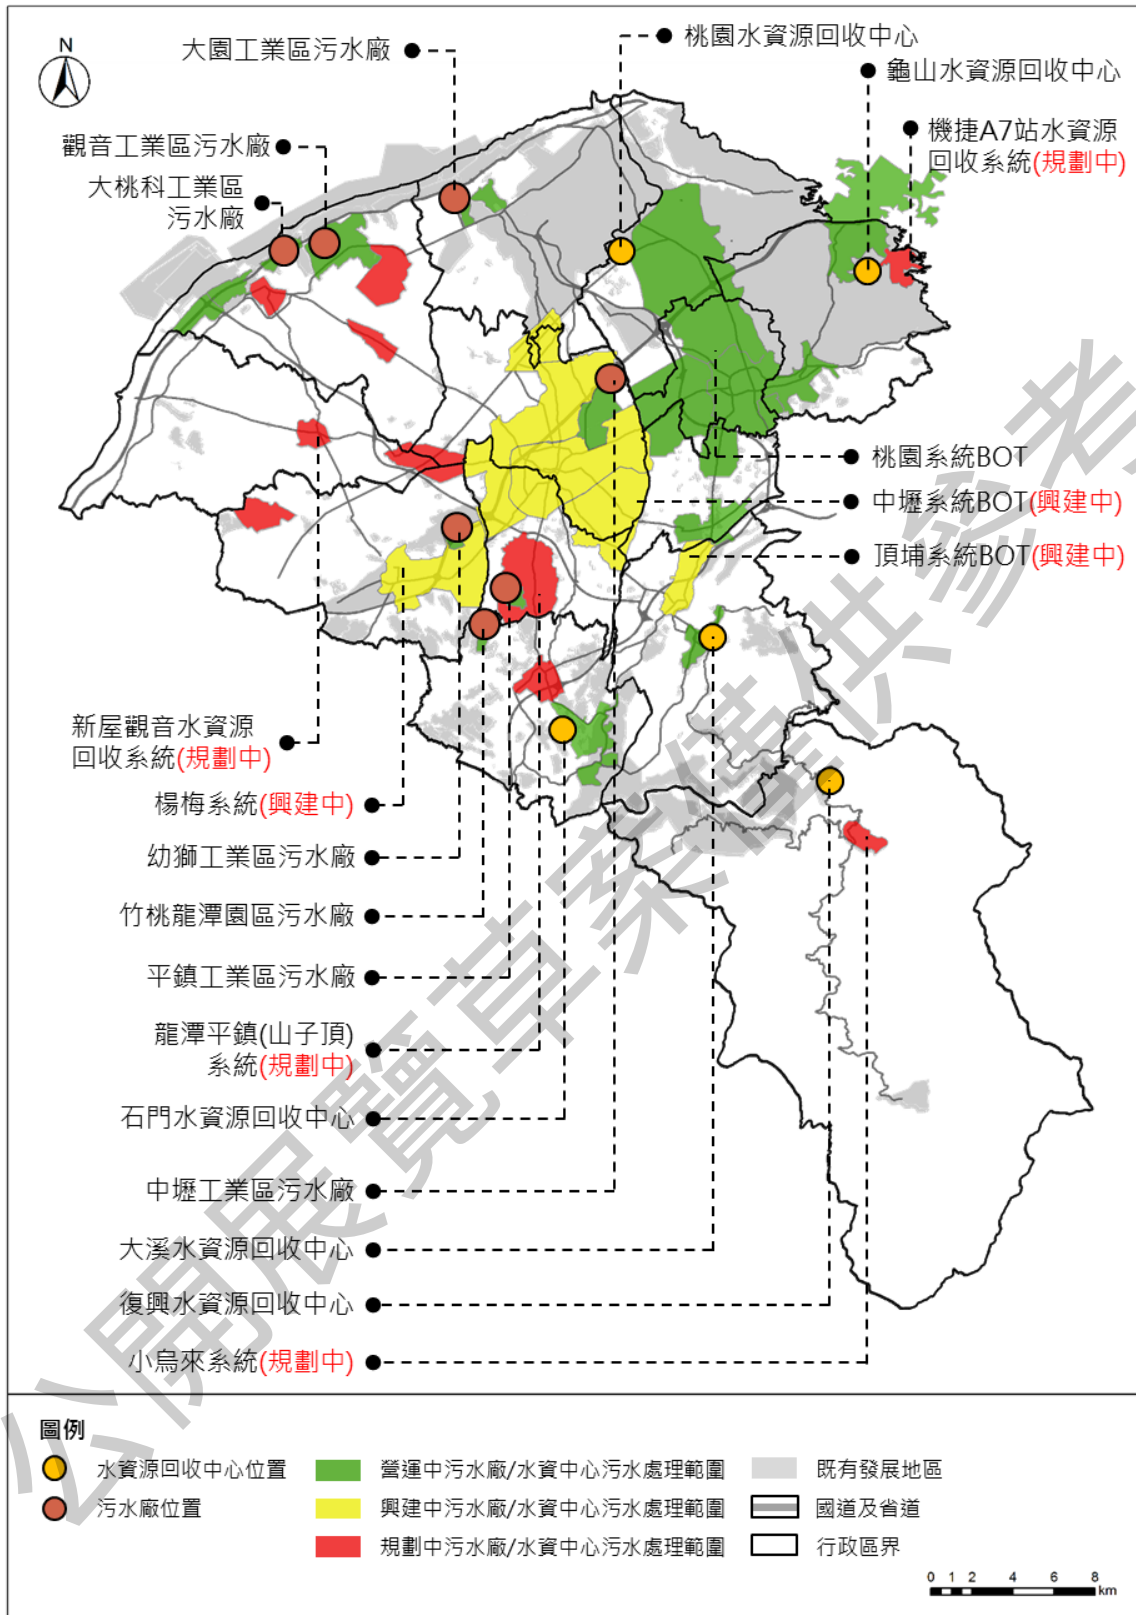 大園工業區污水廠
桃園水資源回收中心
龜山水資源回收中心
N
機捷A7站水資源
回收系統(規劃中)
觀音工業區污水廠
大桃科工業區
污水廠
桃園系統BOT
中壢系統BOT(興建中)
頂埔系統BOT(興建中)
新屋觀音水資源
回收系統(規劃中)
楊梅系統(興建中)
幼獅工業區污水廠
竹桃龍潭園區污水廠
平鎮工業區污水廠
龍潭平鎮(山子頂)
系統(規劃中)
石門水資源回收中心
中壢工業區污水廠
大溪水資源回收中心
復興水資源回收中心
小烏來系統(規劃中)
公開展覽草案僅供參考
圖例
水資源回收中心位置
污水廠位置
營運中污水廠/水資中心污水處理範圍
興建中污水廠/水資中心污水處理範圍
規劃中污水廠/水資中心污水處理範圍
既有發展地區
國道及省道
行政區界
0 1 2 4 6 8
km